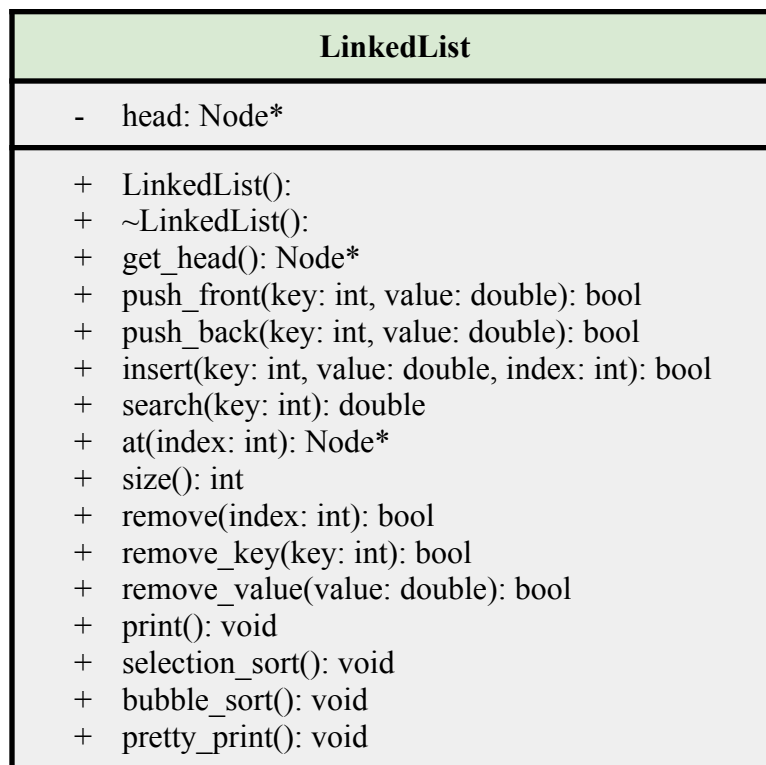 LinkedList
- head: Node*
+ LinkedList():
+ ~LinkedList():
+ get_head(): Node*
+ push_front(key: int, value: double): bool
+ push_back(key: int, value: double): bool
+ insert(key: int, value: double, index: int): bool
+ search(key: int): double
+ at(index: int): Node*
+ size(): int
+ remove(index: int): bool
+ remove_key(key: int): bool
+ remove_value(value: double): bool
+ print(): void
+ selection_sort(): void
+ bubble_sort(): void
+ pretty_print(): void